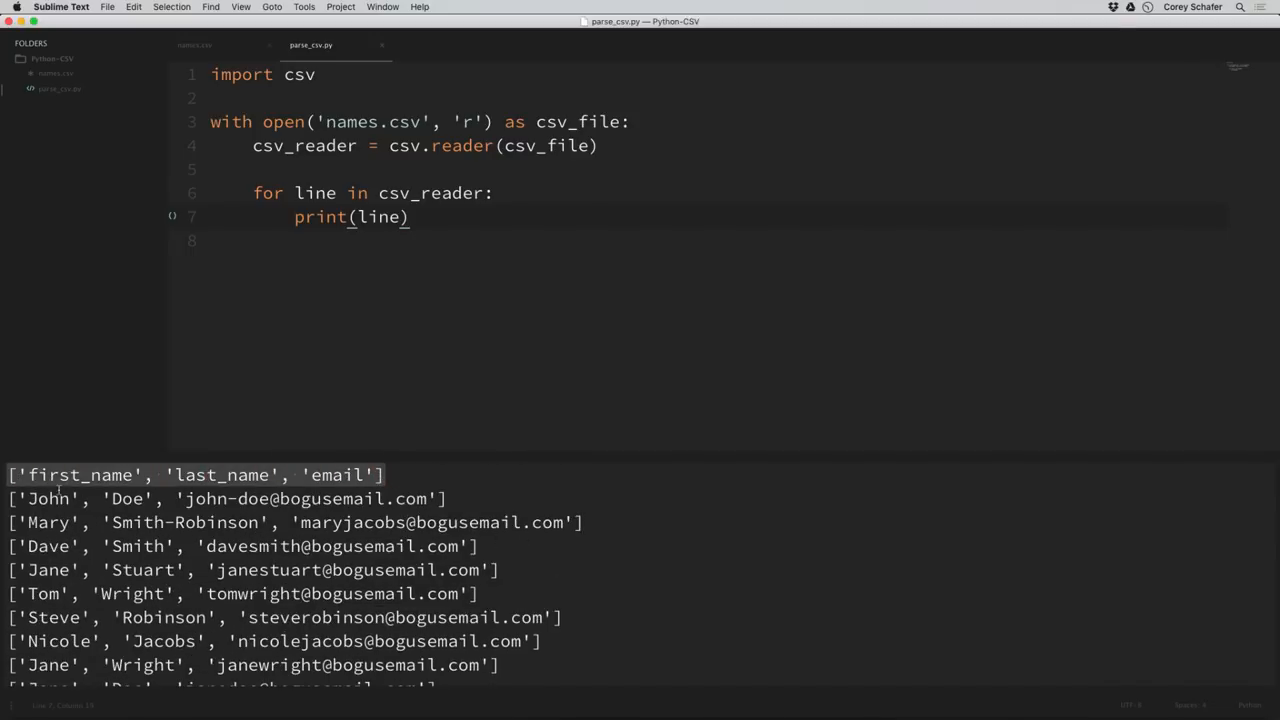 Sublime Text File Edit Selection Find View Goto Tools Project Window Help Corey Schafer
parse_csv.py — Python-CSV
FOLDERS
Python-CSV
names.csv
parse_csv.py
names.csv parse_csv.py
1 import csv
2
3 with open('names.csv', 'r') as csv_file:
4 csv_reader = csv.reader(csv_file)
5
6 for line in csv_reader:
7 print(line)
8
['first_name', 'last_name', 'email']
['John', 'Doe', 'john-doe@bogusemail.com']
['Mary', 'Smith-Robinson', 'maryjacobs@bogusemail.com']
['Dave', 'Smith', 'davesmith@bogusemail.com']
['Jane', 'Stuart', 'janestuart@bogusemail.com']
['Tom', 'Wright', 'tomwright@bogusemail.com']
['Steve', 'Robinson', 'steverobinson@bogusemail.com']
['Nicole', 'Jacobs', 'nicolejacobs@bogusemail.com']
['Jane', 'Wright', 'janewright@bogusemail.com']
['Jane', 'Doe', 'janedoe@bogusemail.com']
Line 7, Column 19 UTF-8 Spaces: 4 Python